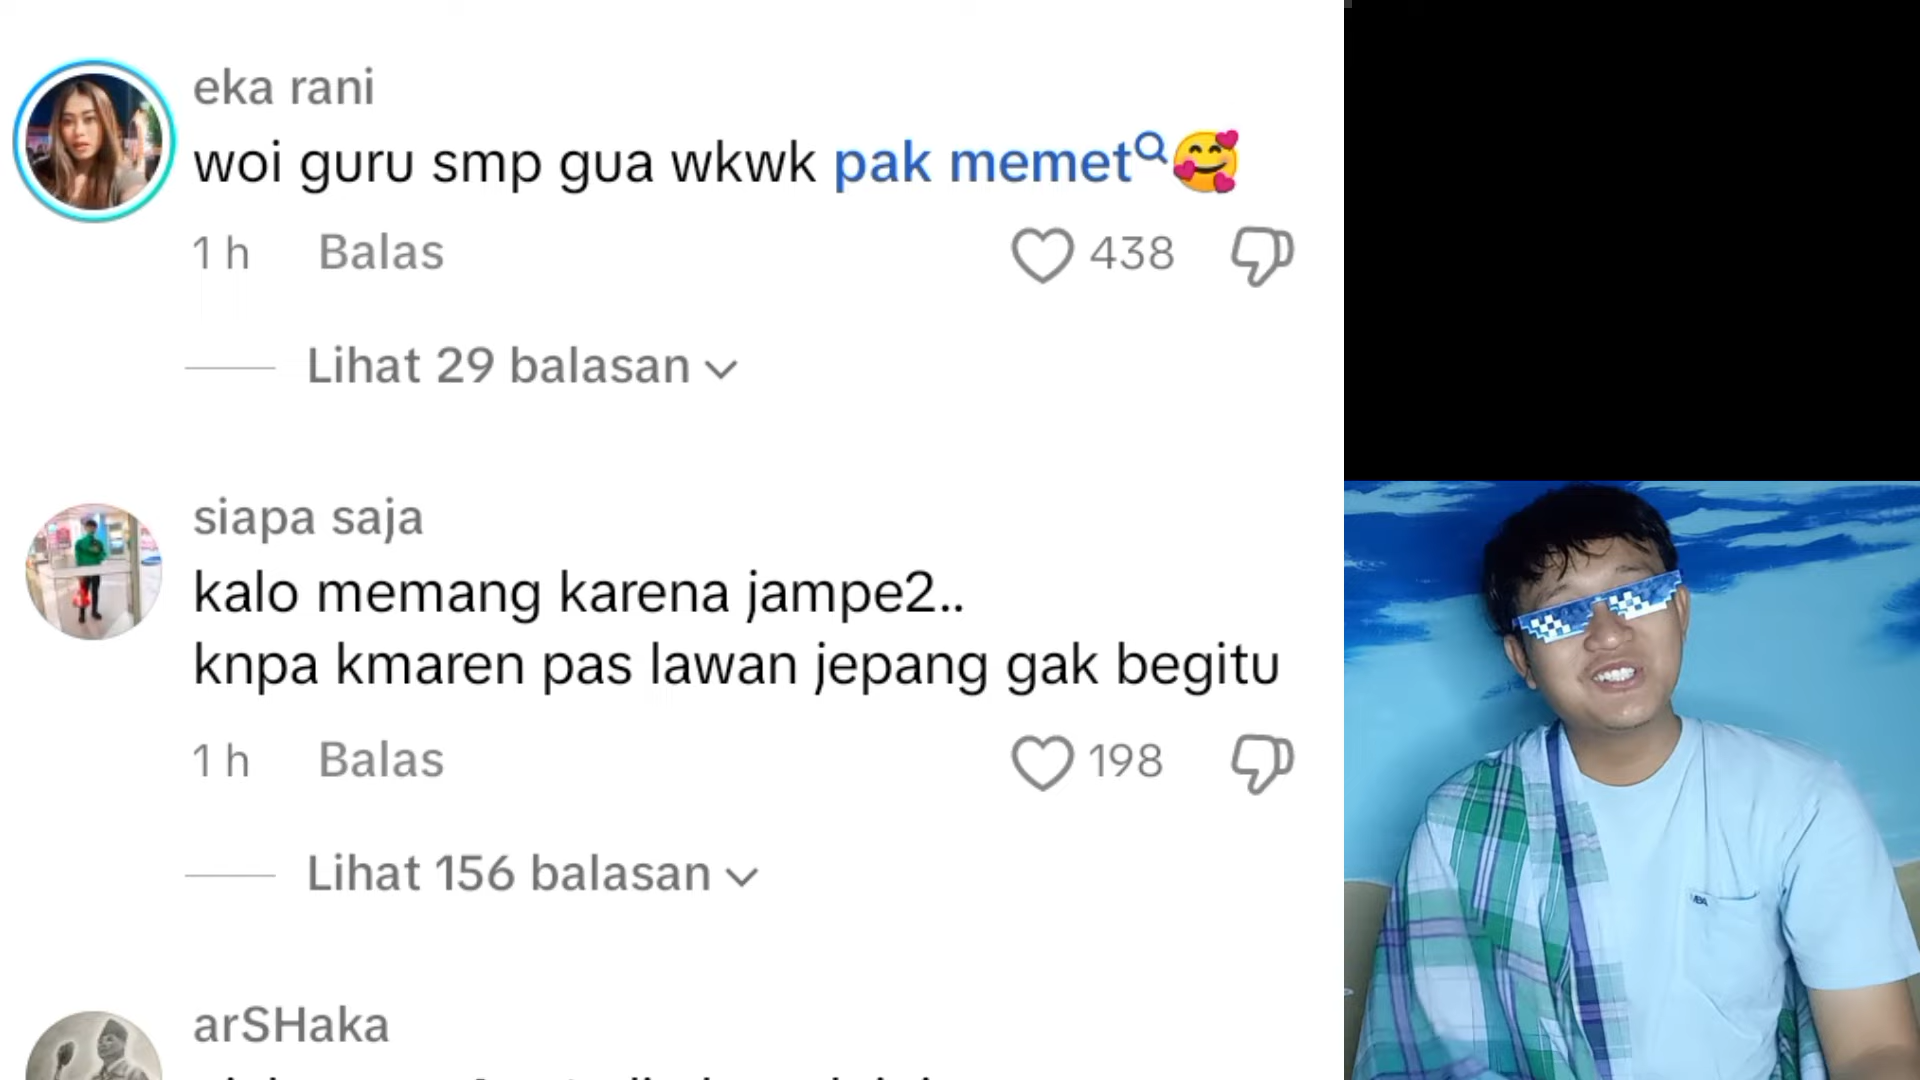 eka rani
woi guru smp gua wkwk pak memet
1 h Balas 438
Lihat 29 balasan
siapa saja
kalo memang karena jampe2..
knpa kmaren pas lawan jepang gak begitu
1 h Balas 198
Lihat 156 balasan
arSHaka